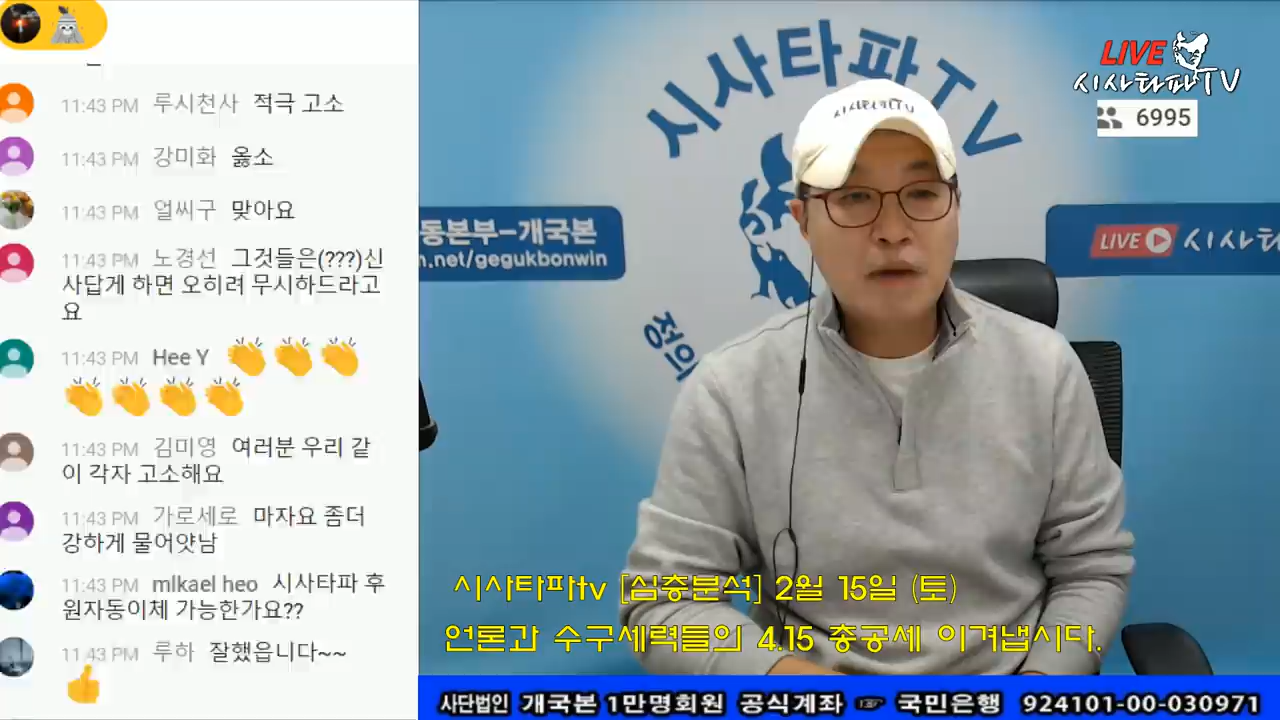 11:43 PM 루시천사 적극 고소
11:43 PM 강미화 옳소
11:43 PM 얼씨구 맞아요
11:43 PM 노경선 그것들은(???)신
사답게 하면 오히려 무시하드라고
요
11:43 PM Hee Y 👏👏👏
👏👏👏👏
11:43 PM 김미영 여러분 우리 같
이 각자 고소해요
11:43 PM 가로세로 마자요 좀더
강하게 물어얏남
11:43 PM mlkael heo 시사타파 후
원자동이체 가능한가요??
11:43 PM 루하 잘했읍니다~~
👍
시사타파TV
LIVE
시사타파TV
6995
시사타파TV
동본부-개국본
n.net/gegukbonwin
LIVE 시사타
정의
시사타파tv [심층분석] 2월 15일 (토)
언론과 수구세력들의 4.15 총공세 이겨냅시다.
사단법인 개국본 1만명회원 공식계좌 ☞ 국민은행 924101-00-030971